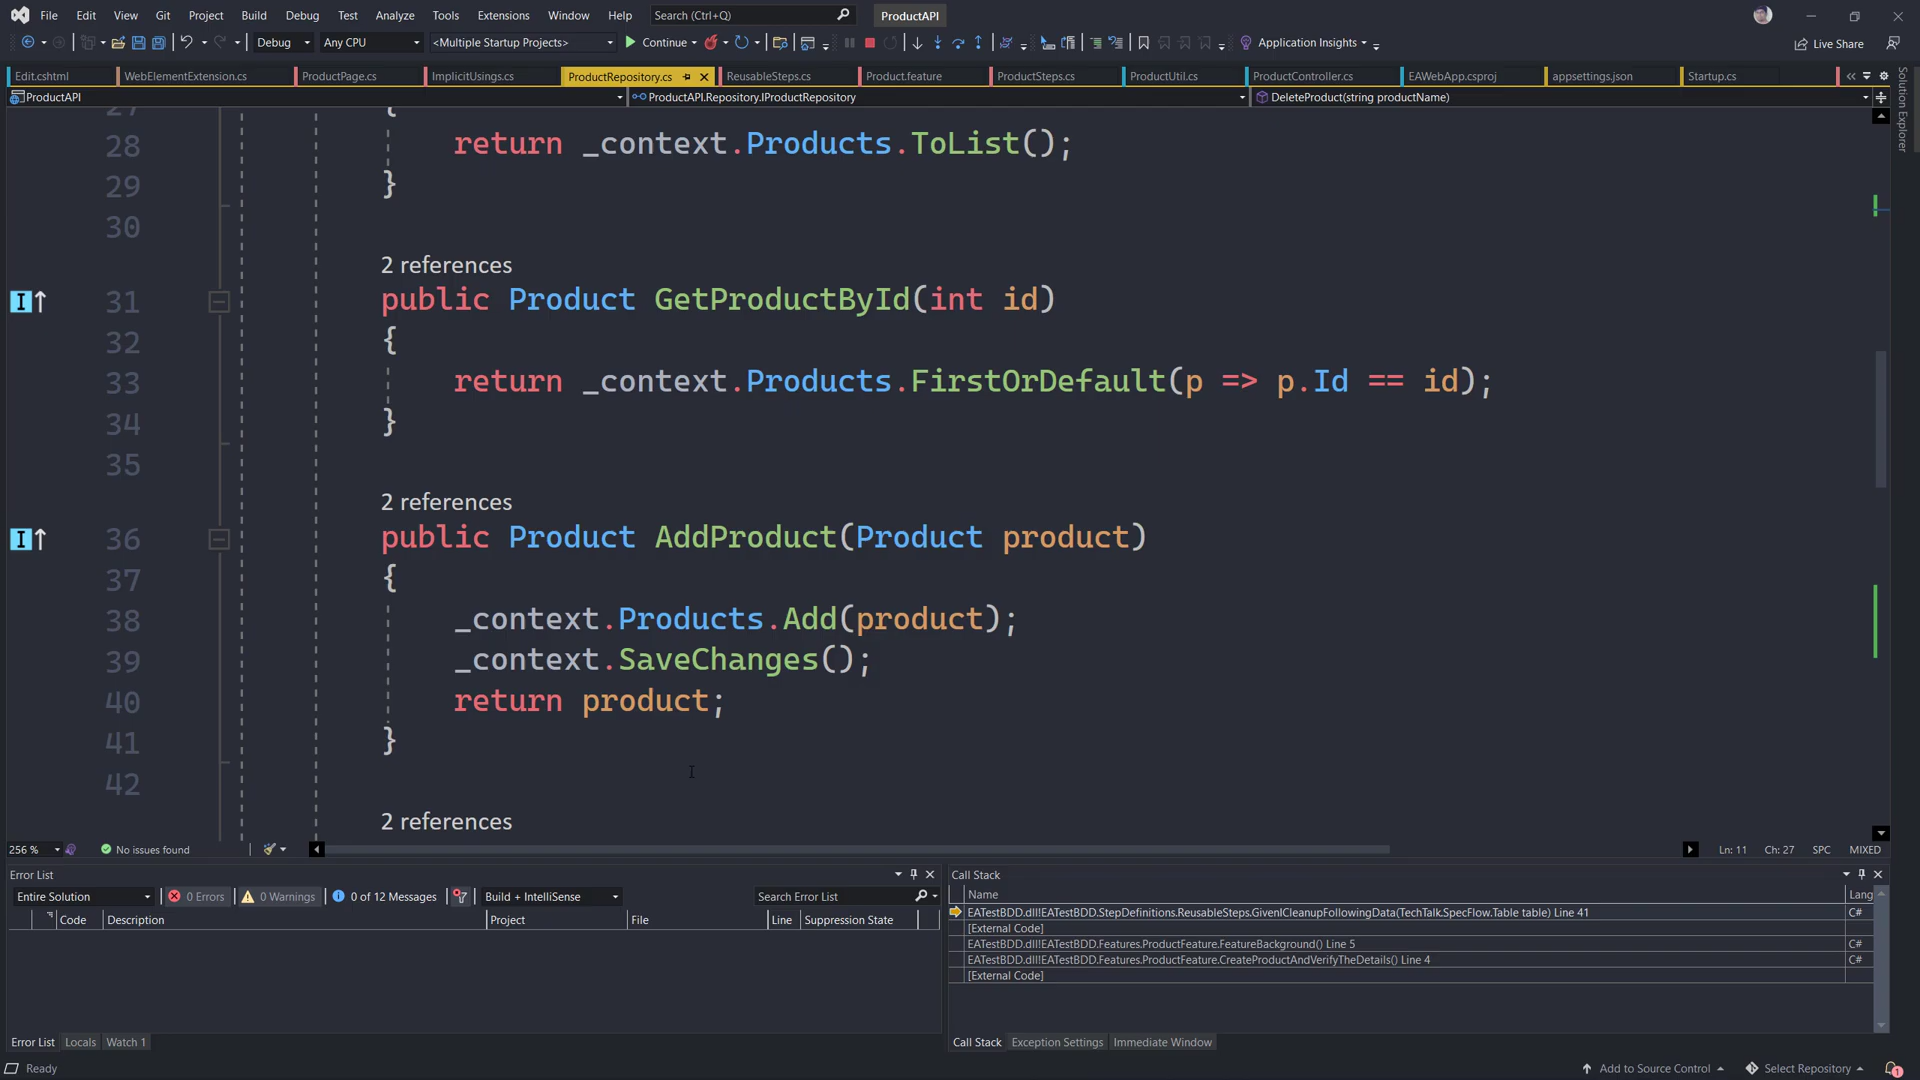 File Edit View Git Project Build Debug Test Analyze Tools Extensions Window Help Search (Ctrl+Q) ProductAPI
Debug Any CPU <Multiple Startup Projects> Continue Application Insights Live Share
Edit.cshtml WebElementExtension.cs ProductPage.cs ImplicitUsings.cs ProductRepository.cs ReusableSteps.cs Product.feature ProductSteps.cs ProductUtil.cs ProductController.cs EAWebApp.csproj appsettings.json Startup.cs
ProductAPI ProductAPI.Repository.IProductRepository DeleteProduct(string productName)
Solution Explorer
27 {
28 return _context.Products.ToList();
29 }
30
2 references
31 public Product GetProductById(int id)
32 {
33 return _context.Products.FirstOrDefault(p => p.Id == id);
34 }
35
2 references
36 public Product AddProduct(Product product)
37 {
38 _context.Products.Add(product);
39 _context.SaveChanges();
40 return product;
41 }
42
2 references
256 % No issues found Ln: 11 Ch: 27 SPC MIXED
Error List
Entire Solution 0 Errors 0 Warnings 0 of 12 Messages Build + IntelliSense Search Error List
Code Description Project File Line Suppression State
Error List Locals Watch 1
Call Stack
Name Lang
EATestBDD.dll!EATestBDD.StepDefinitions.ReusableSteps.GivenICleanupFollowingData(TechTalk.SpecFlow.Table table) Line 41 C#
[External Code]
EATestBDD.dll!EATestBDD.Features.ProductFeature.FeatureBackground() Line 5 C#
EATestBDD.dll!EATestBDD.Features.ProductFeature.CreateProductAndVerifyTheDetails() Line 4 C#
[External Code]
Call Stack Exception Settings Immediate Window
Ready Add to Source Control Select Repository 1